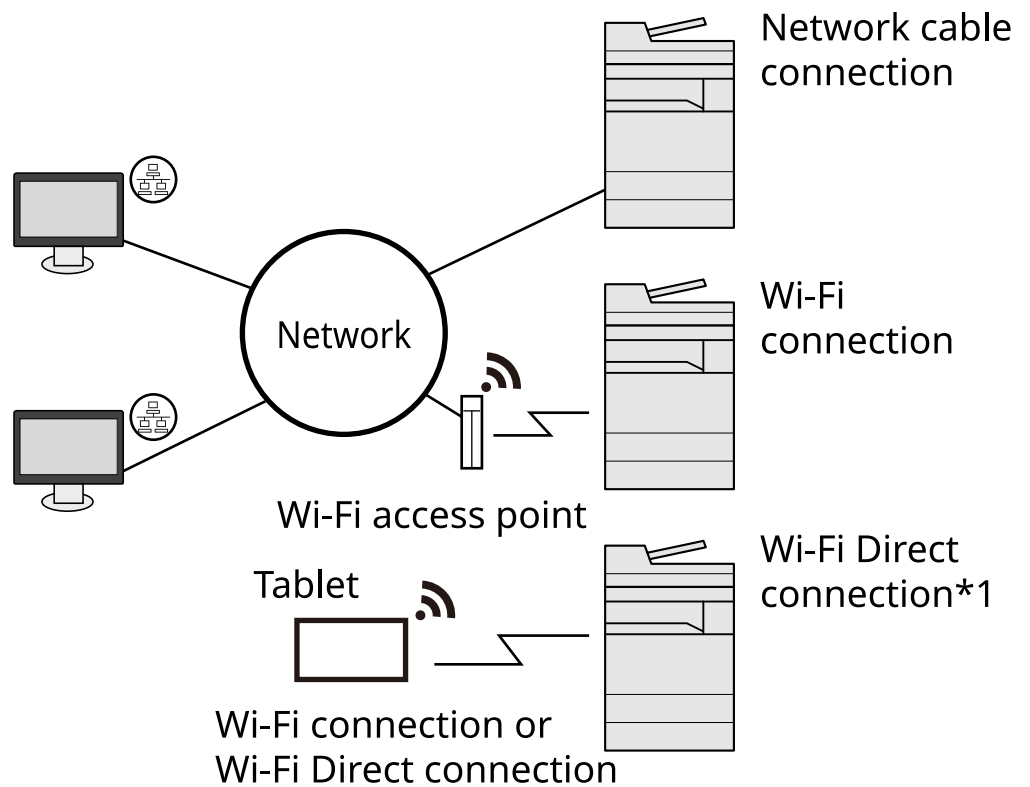 Network cable
connection
Wi-Fi
connection
Network
Wi-Fi access point
Wi-Fi Direct
connection*1
Tablet
Wi-Fi connection or
Wi-Fi Direct connection